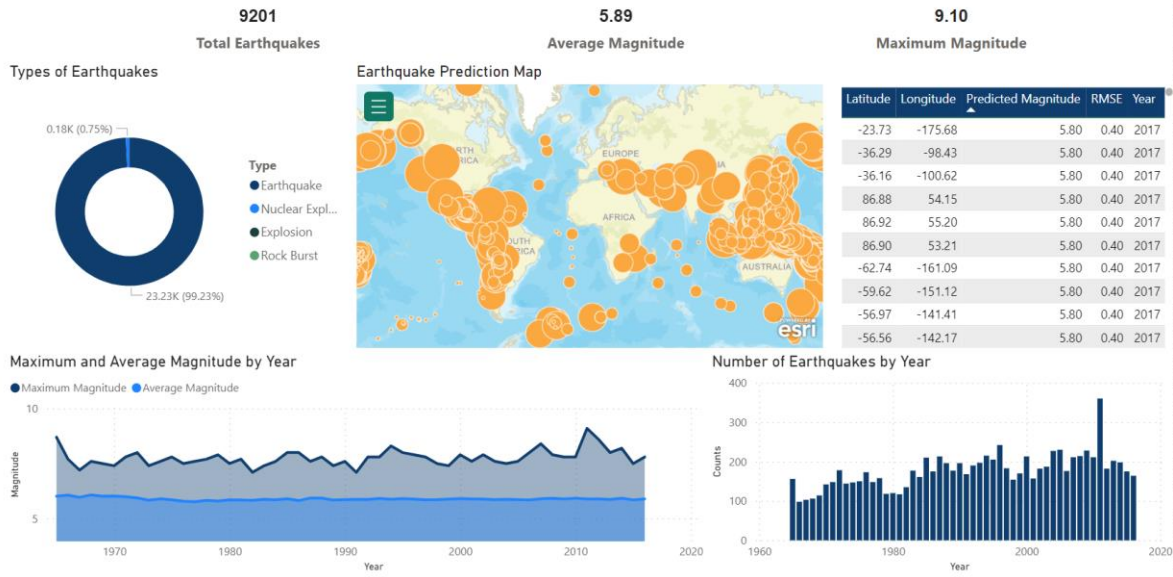 9201
Total Earthquakes
5.89
Average Magnitude
9.10
Maximum Magnitude
Types of Earthquakes
0.18K (0.75%)
23.23K (99.23%)
Type
Earthquake
Nuclear Expl...
Explosion
Rock Burst
Earthquake Prediction Map
RTH
RICA
EUROPE
IA
AFRICA
UTH
RICA
AUSTRALIA
esri
Latitude Longitude Predicted Magnitude RMSE Year
-23.73 -175.68 5.80 0.40 2017
-36.29 -98.43 5.80 0.40 2017
-36.16 -100.62 5.80 0.40 2017
86.88 54.15 5.80 0.40 2017
86.92 55.20 5.80 0.40 2017
86.90 53.21 5.80 0.40 2017
-62.74 -161.09 5.80 0.40 2017
-59.62 -151.12 5.80 0.40 2017
-56.97 -141.41 5.80 0.40 2017
-56.56 -142.17 5.80 0.40 2017
Maximum and Average Magnitude by Year
Maximum Magnitude Average Magnitude
Magnitude
10
5
1970 1980 1990 2000 2010 2020
Year
Number of Earthquakes by Year
Counts
400
300
200
100
0
1960 1980 2000 2020
Year